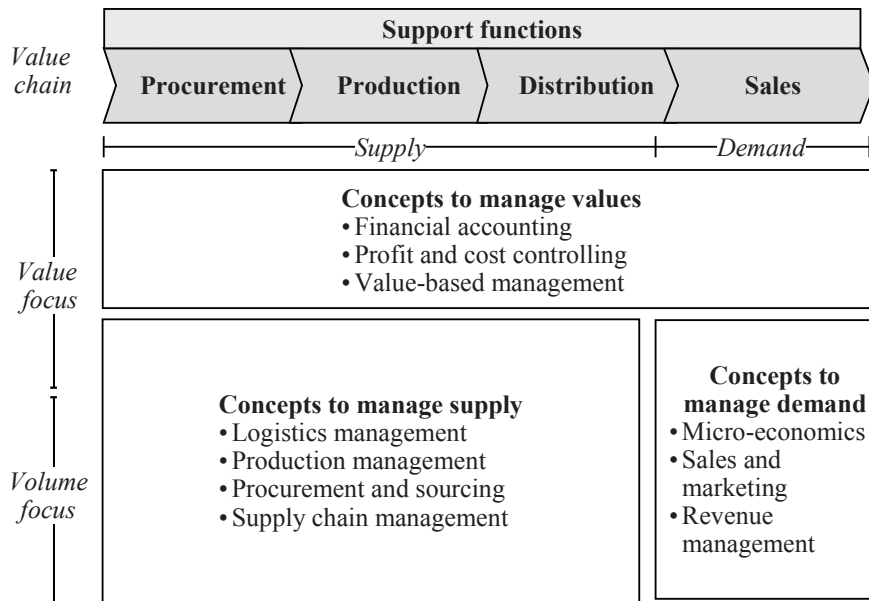 Support functions
Value
chain
Procurement
Production
Distribution
Sales
Supply
Demand
Concepts to manage values
• Financial accounting
• Profit and cost controlling
• Value-based management
Value
focus
Concepts to manage supply
• Logistics management
• Production management
• Procurement and sourcing
• Supply chain management
Concepts to
manage demand
• Micro-economics
• Sales and
marketing
• Revenue
management
Volume
focus